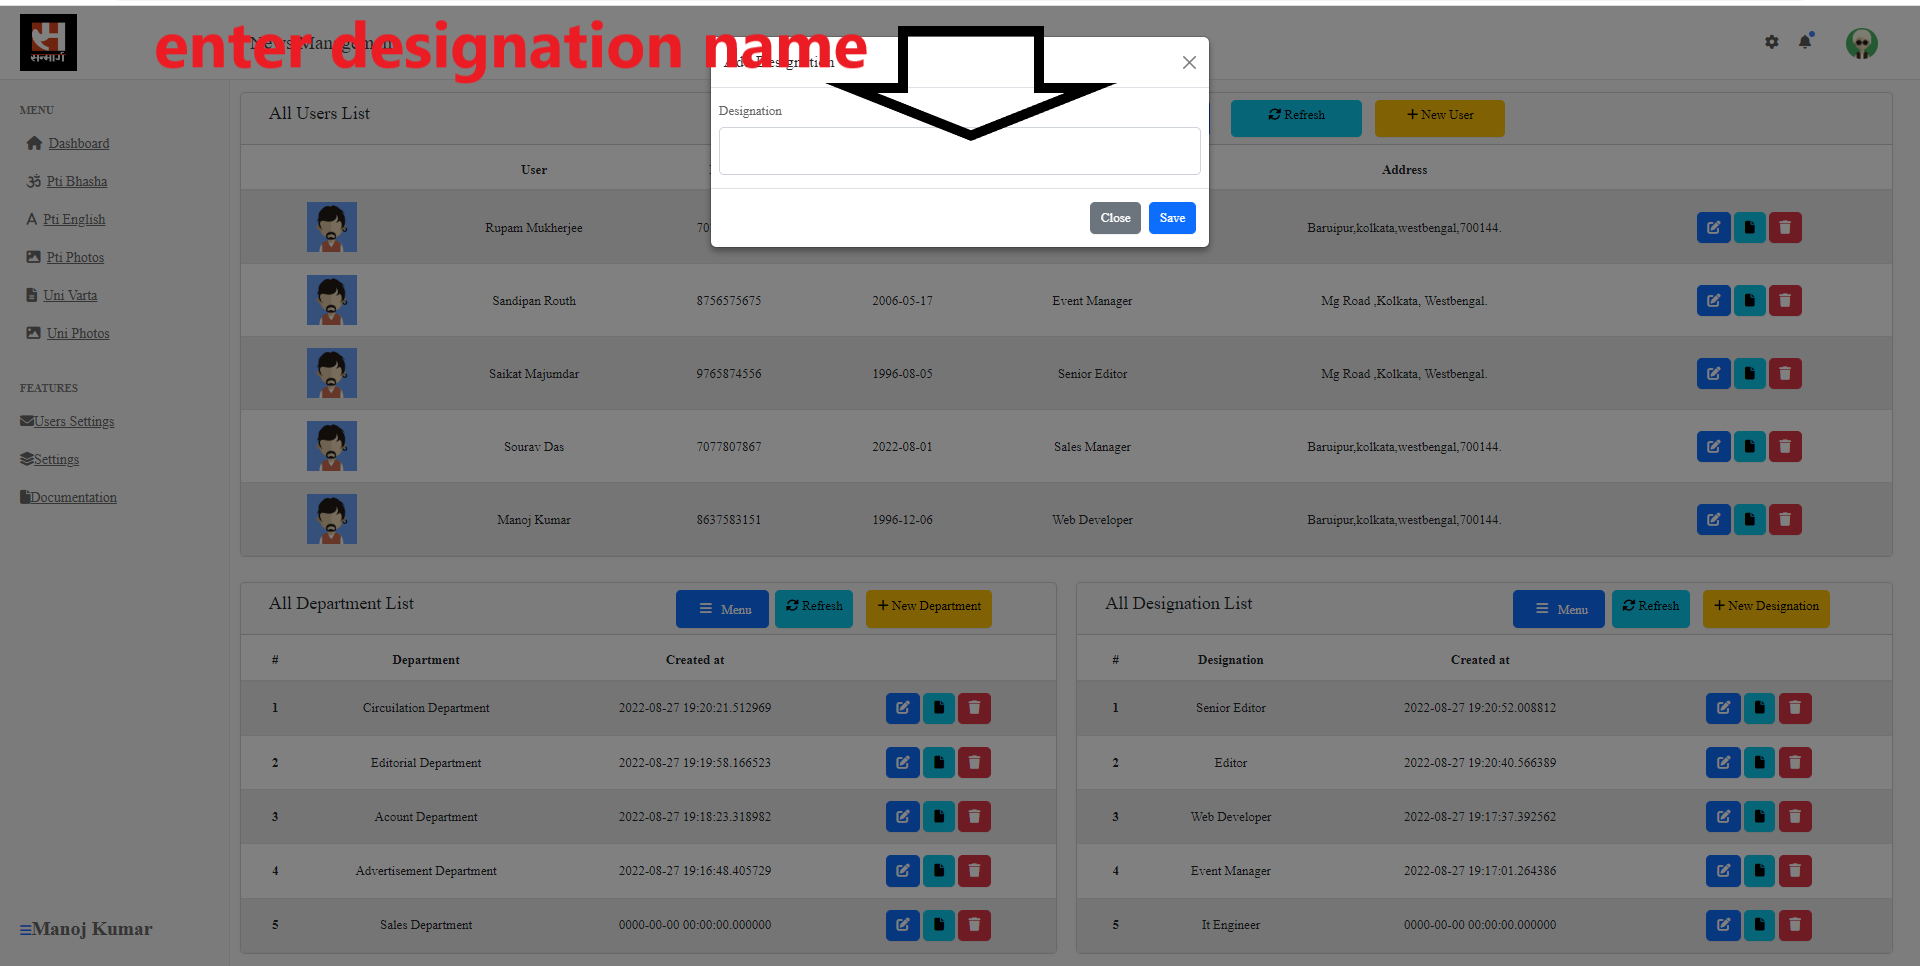 सन्मार्ग
News Management
enter designation name
Add Designation
Designation
Close
Save
MENU
Dashboard
Pti Bhasha
Pti English
Pti Photos
Uni Varta
Uni Photos
FEATURES
Users Settings
Settings
Documentation
Manoj Kumar
All Users List
Refresh
New User
User
Address
Rupam Mukherjee 70 Baruipur,kolkata,westbengal,700144.
Sandipan Routh 8756575675 2006-05-17 Event Manager Mg Road ,Kolkata, Westbengal.
Saikat Majumdar 9765874556 1996-08-05 Senior Editor Mg Road ,Kolkata, Westbengal.
Sourav Das 7077807867 2022-08-01 Sales Manager Baruipur,kolkata,westbengal,700144.
Manoj Kumar 8637583151 1996-12-06 Web Developer Baruipur,kolkata,westbengal,700144.
All Department List
Menu
Refresh
New Department
# Department Created at
1 Circuilation Department 2022-08-27 19:20:21.512969
2 Editorial Department 2022-08-27 19:19:58.166523
3 Acount Department 2022-08-27 19:18:23.318982
4 Advertisement Department 2022-08-27 19:16:48.405729
5 Sales Department 0000-00-00 00:00:00.000000
All Designation List
Menu
Refresh
New Designation
# Designation Created at
1 Senior Editor 2022-08-27 19:20:52.008812
2 Editor 2022-08-27 19:20:40.566389
3 Web Developer 2022-08-27 19:17:37.392562
4 Event Manager 2022-08-27 19:17:01.264386
5 It Engineer 0000-00-00 00:00:00.000000